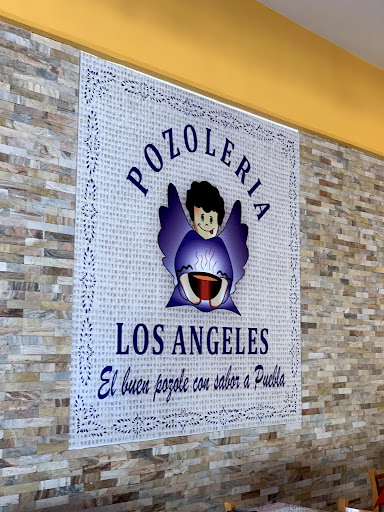 POZOLERIA
LOS ANGELES
El buen pozole con sabor a Puebla